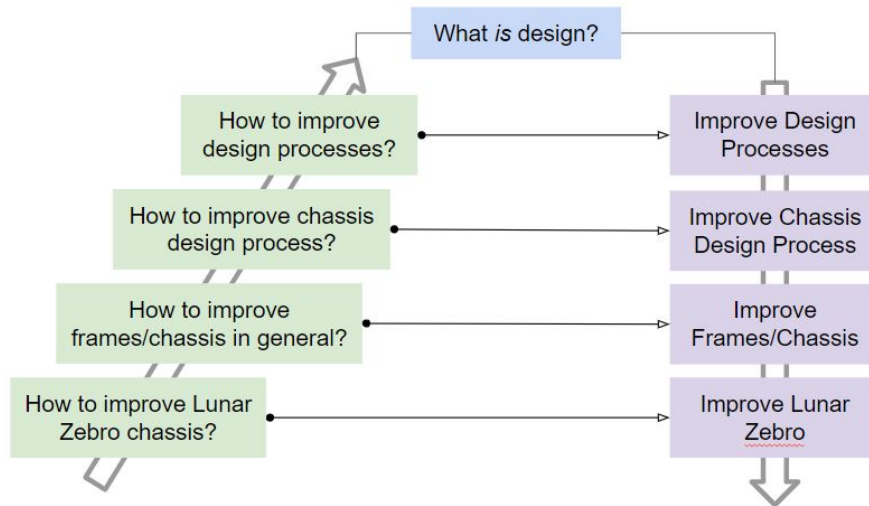 What is design?
How to improve
design processes?
Improve Design
Processes
How to improve chassis
design process?
Improve Chassis
Design Process
How to improve
frames/chassis in general?
Improve
Frames/Chassis
How to improve Lunar
Zebro chassis?
Improve Lunar
Zebro